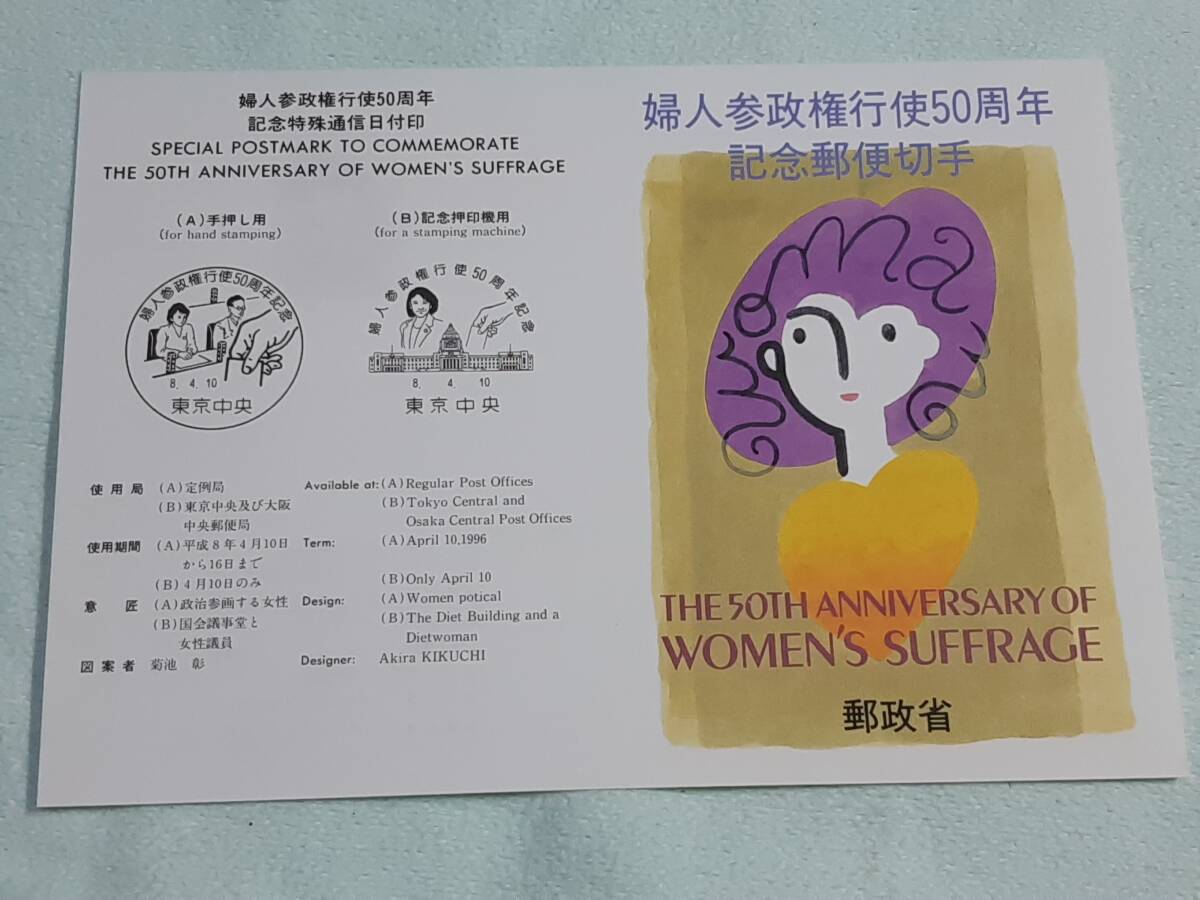 婦人参政権行使50周年
記念特殊通信日付印
SPECIAL POSTMARK TO COMMEMORATE
THE 50TH ANNIVERSARY OF WOMEN'S SUFFRAGE
(A)手押し用
(for hand stamping)
(B)記念押印機用
(for a stamping machine)
婦人参政権行使50周年記念
8. 4. 10
東京中央
婦人参政権行使50周年記念
8. 4. 10
東京中央
使用局 (A)定例局
(B)東京中央及び大阪
中央郵便局
使用期間 (A)平成8年4月10日
から16日まで
(B)4月10日のみ
意匠 (A)政治参画する女性
(B)国会議事堂と
女性議員
図案者 菊池 彰
Available at: (A)Regular Post Offices
(B)Tokyo Central and
Osaka Central Post Offices
Term: (A)April 10,1996
(B)Only April 10
Design: (A)Women potical
(B)The Diet Building and a
Dietwoman
Designer: Akira KIKUCHI
婦人参政権行使50周年
記念郵便切手
THE 50TH ANNIVERSARY OF
WOMEN'S SUFFRAGE
郵政省